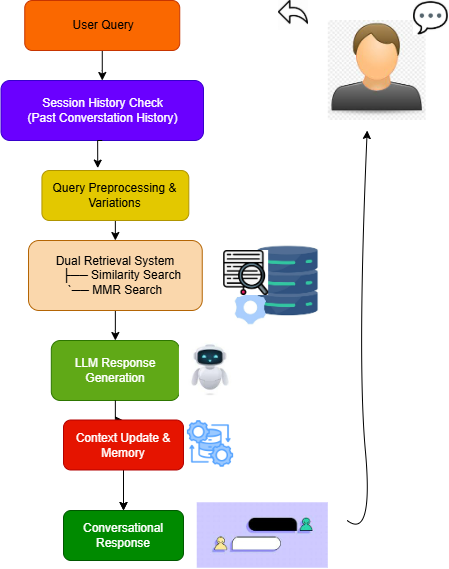 User Query
Session History Check
(Past Converstation History)
Query Preprocessing &
Variations
Dual Retrieval System
├── Similarity Search
`── MMR Search
LLM Response
Generation
Context Update &
Memory
Conversational
Response